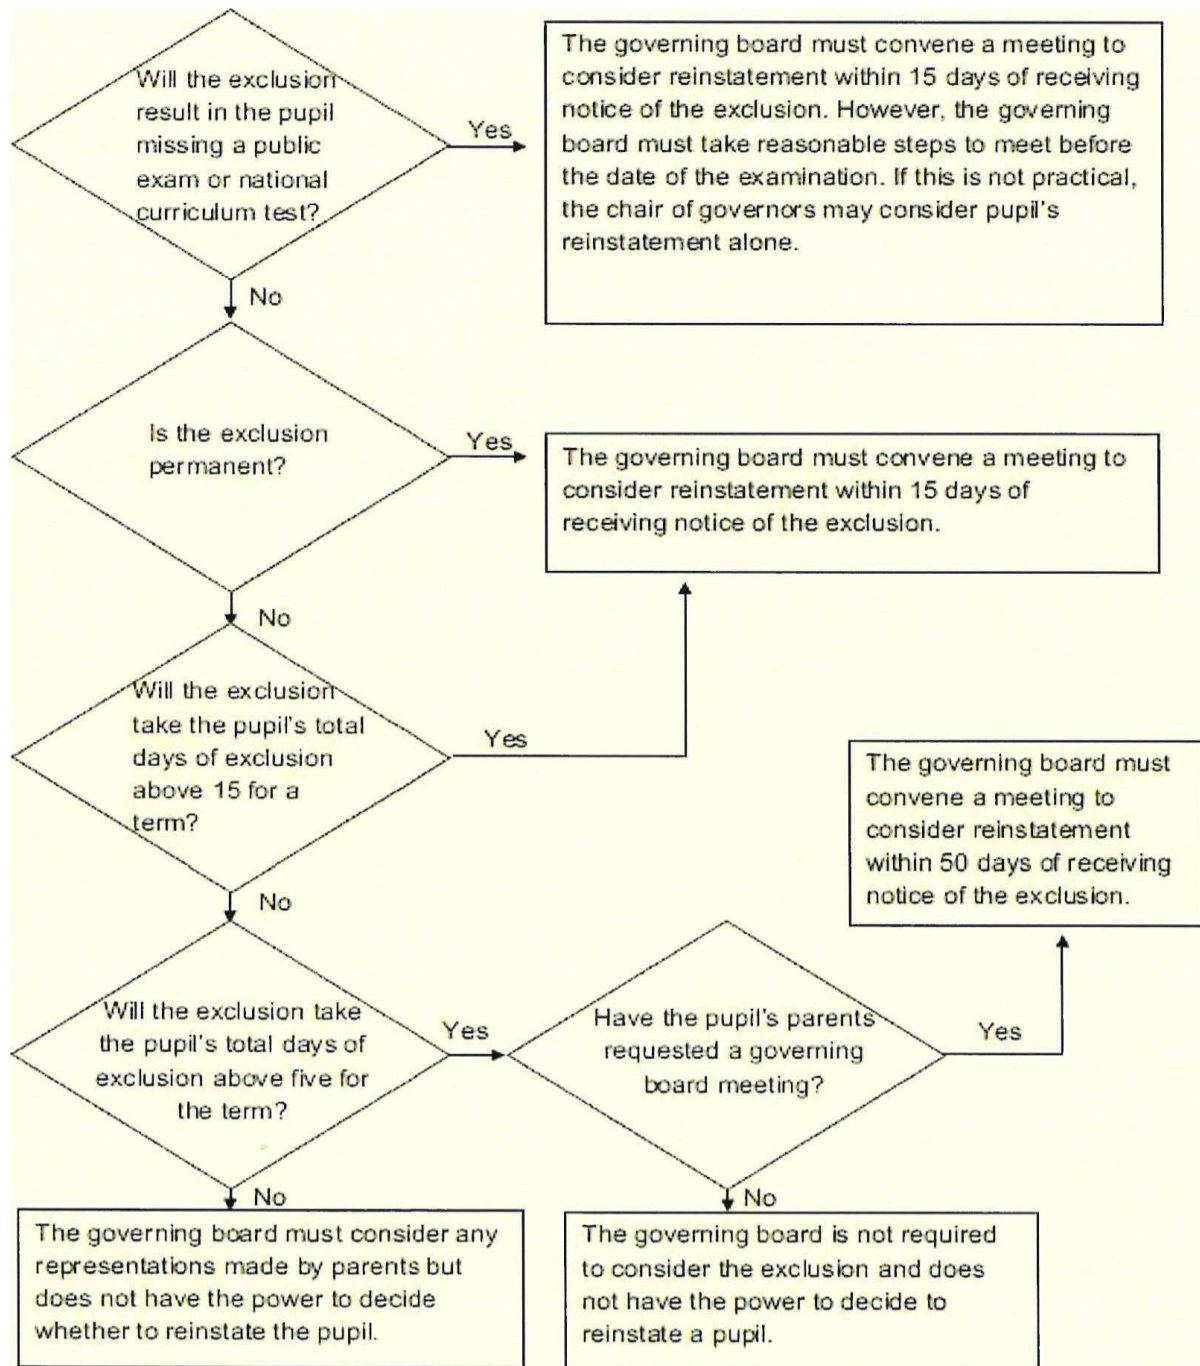 Will the exclusion
result in the pupil
missing a public
exam or national
curriculum test?
Yes
The governing board must convene a meeting to
consider reinstatement within 15 days of receiving
notice of the exclusion. However, the governing
board must take reasonable steps to meet before
the date of the examination. If this is not practical,
the chair of governors may consider pupil's
reinstatement alone.
No
Is the exclusion
permanent?
Yes
The governing board must convene a meeting to
consider reinstatement within 15 days of
receiving notice of the exclusion.
No
Will the exclusion
take the pupil's total
days of exclusion
above 15 for a
term?
Yes
The governing board must
convene a meeting to
consider reinstatement
within 50 days of receiving
notice of the exclusion.
No
Will the exclusion take
the pupil's total days of
exclusion above five for
the term?
Yes
Have the pupil's parents
requested a governing
board meeting?
Yes
No
The governing board must consider any
representations made by parents but
does not have the power to decide
whether to reinstate the pupil.
No
The governing board is not required
to consider the exclusion and does
not have the power to decide to
reinstate a pupil.